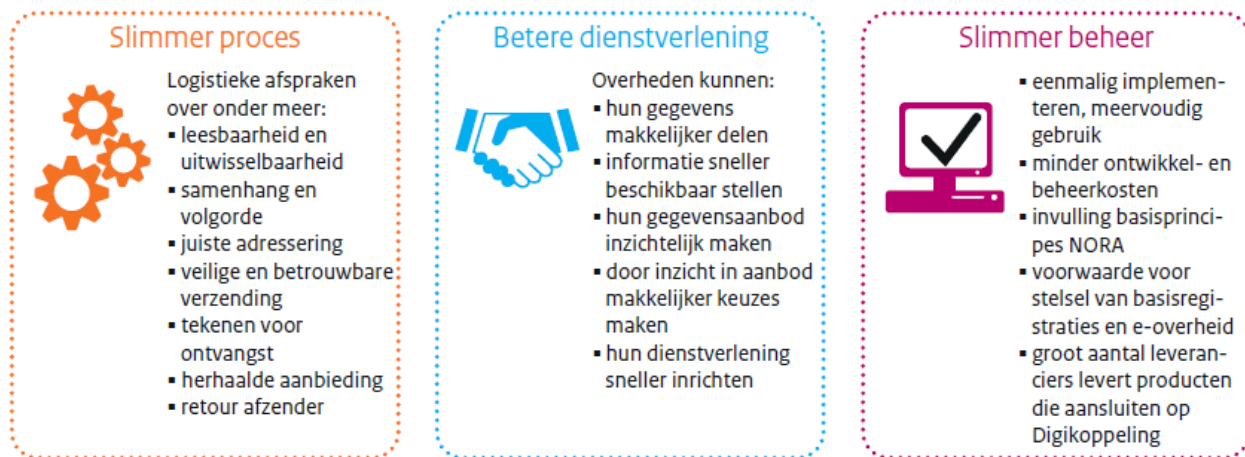 Slimmer proces
Logistieke afspraken
over onder meer:
▪ leesbaarheid en
uitwisselbaarheid
▪ samenhang en
volgorde
▪ juiste adressering
▪ veilige en betrouwbare
verzending
▪ tekenen voor
ontvangst
▪ herhaalde aanbieding
▪ retour afzender
Betere dienstverlening
Overheden kunnen:
▪ hun gegevens
makkelijker delen
▪ informatie sneller
beschikbaar stellen
▪ hun gegevensaanbod
inzichtelijk maken
▪ door inzicht in aanbod
makkelijker keuzes
maken
▪ hun dienstverlening
sneller inrichten
Slimmer beheer
▪ eenmalig implemen-
teren, meervoudig
gebruik
▪ minder ontwikkel- en
beheerkosten
▪ invulling basisprinci-
pes NORA
▪ voorwaarde voor
stelsel van basisregi-
straties en e-overheid
▪ groot aantal leveran-
ciers levert producten
die aansluiten op
Digikoppeling